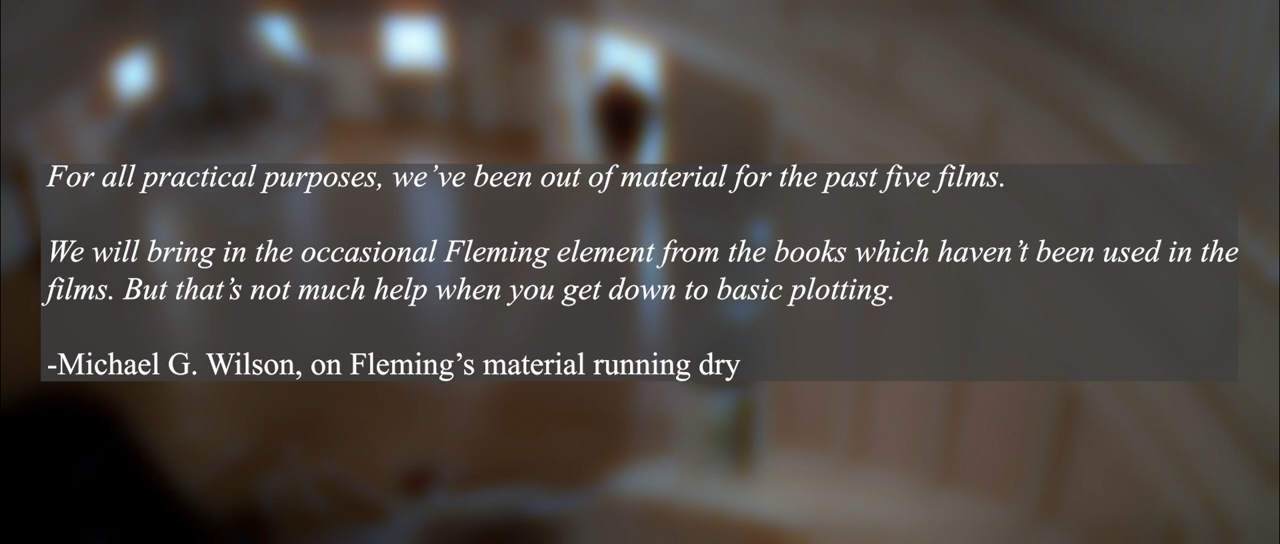 For all practical purposes, we’ve been out of material for the past five films.
We will bring in the occasional Fleming element from the books which haven’t been used in the
films. But that’s not much help when you get down to basic plotting.
-Michael G. Wilson, on Fleming’s material running dry